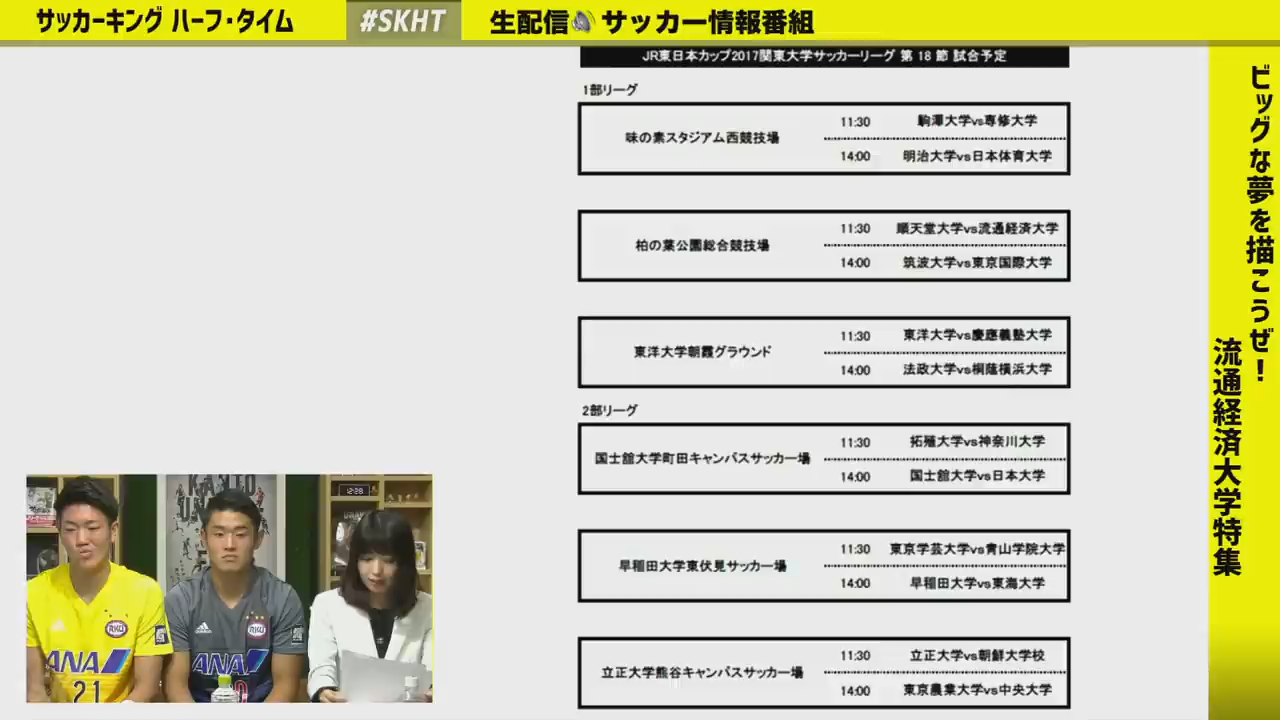 サッカーキング ハーフ・タイム
#SKHT
生配信 サッカー情報番組
JR東日本カップ2017関東大学サッカーリーグ 第 18 節 試合予定
1部リーグ
味の素スタジアム西競技場
11:30 駒澤大学vs専修大学
14:00 明治大学vs日本体育大学
柏の葉公園総合競技場
11:30 順天堂大学vs流通経済大学
14:00 筑波大学vs東京国際大学
東洋大学朝霞グラウンド
11:30 東洋大学vs慶應義塾大学
14:00 法政大学vs桐蔭横浜大学
2部リーグ
国士舘大学町田キャンパスサッカー場
11:30 拓殖大学vs神奈川大学
14:00 国士舘大学vs日本大学
早稲田大学東伏見サッカー場
11:30 東京学芸大学vs青山学院大学
14:00 早稲田大学vs東海大学
立正大学熊谷キャンパスサッカー場
11:30 立正大学vs朝鮮大学校
14:00 東京農業大学vs中央大学
ビッグな夢を描こうぜ！
流通経済大学特集
12:28
RKU
ANA
21
adidas
RKU
ANA